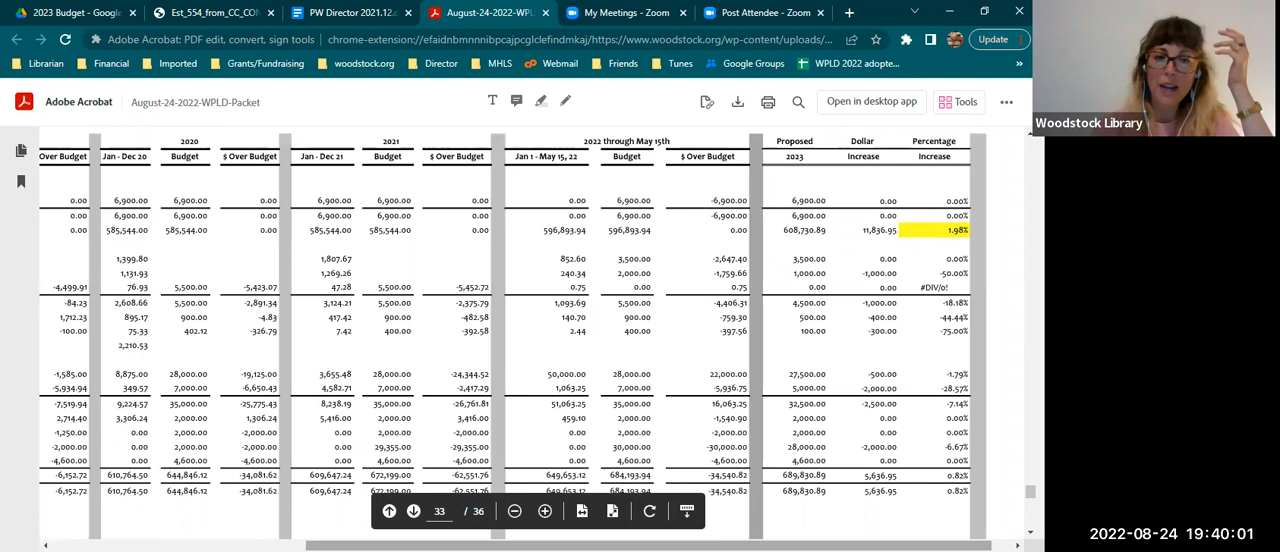 2023 Budget - Google
Est_554_from_CC_CON
PW Director 2021.12.c
August-24-2022-WPL
My Meetings - Zoom
Post Attendee - Zoom
Adobe Acrobat: PDF edit, convert, sign tools | chrome-extension://efaidnbmnnnibpcajpcglclefindmkaj/https://www.woodstock.org/wp-content/uploads/... Update
Librarian Financial Imported Grants/Fundraising woodstock.org Director MHLS Webmail Friends Tunes Google Groups WPLD 2022 adopte... »
Adobe Acrobat August-24-2022-WPLD-Packet Open in desktop app Tools
Woodstock Library
2020 2021 2022 through May 15th Proposed Dollar Percentage
Over Budget Jan - Dec 20 Budget $ Over Budget Jan - Dec 21 Budget $ Over Budget Jan 1 - May 15, 22 Budget $ Over Budget 2023 Increase Increase
0.00 6,900.00 6,900.00 0.00 6,900.00 6,900.00 0.00 0.00 6,900.00 -6,900.00 6,900.00 0.00 0.00%
0.00 6,900.00 6,900.00 0.00 6,900.00 6,900.00 0.00 0.00 6,900.00 -6,900.00 6,900.00 0.00 0.00%
0.00 585,544.00 585,544.00 0.00 585,544.00 585,544.00 0.00 596,893.94 596,893.94 0.00 608,730.89 11,836.95 1.98%
1,399.80 1,807.67 852.60 3,500.00 -2,647.40 3,500.00 0.00 0.00%
1,131.93 1,269.26 240.34 2,000.00 -1,759.66 1,000.00 -1,000.00 -50.00%
-4,499.91 76.93 5,500.00 -5,423.07 47.28 5,500.00 -5,452.72 0.75 0.00 0.75 0.00 0.00 #DIV/0!
-84.23 2,608.66 5,500.00 -2,891.34 3,124.21 5,500.00 -2,375.79 1,093.69 5,500.00 -4,406.31 4,500.00 -1,000.00 -18.18%
1,712.23 895.17 900.00 -4.83 417.42 900.00 -482.58 140.70 900.00 -759.30 500.00 -400.00 -44.44%
-100.00 75.33 402.12 -326.79 7.42 400.00 -392.58 2.44 400.00 -397.56 100.00 -300.00 -75.00%
2,210.53
-1,585.00 8,875.00 28,000.00 -19,125.00 3,655.48 28,000.00 -24,344.52 50,000.00 28,000.00 22,000.00 27,500.00 -500.00 -1.79%
-5,934.94 349.57 7,000.00 -6,650.43 4,582.71 7,000.00 -2,417.29 1,063.25 7,000.00 -5,936.75 5,000.00 -2,000.00 -28.57%
-7,519.94 9,224.57 35,000.00 -25,775.43 8,238.19 35,000.00 -26,761.81 51,063.25 35,000.00 16,063.25 32,500.00 -2,500.00 -7.14%
2,714.40 3,306.24 2,000.00 1,306.24 5,416.00 2,000.00 3,416.00 459.10 2,000.00 -1,540.90 2,000.00 0.00 0.00%
-1,250.00 0.00 2,000.00 -2,000.00 0.00 2,000.00 -2,000.00 0.00 2,000.00 -2,000.00 2,000.00 0.00 0.00%
-2,000.00 0.00 2,000.00 -2,000.00 0.00 29,355.00 -29,355.00 0.00 30,000.00 -30,000.00 28,000.00 -2,000.00 -6.67%
-4,600.00 0.00 4,600.00 -4,600.00 0.00 4,600.00 -4,600.00 0.00 4,600.00 -4,600.00 4,600.00 0.00 0.00%
-6,152.72 610,764.50 644,846.12 -34,081.62 609,647.24 672,199.00 -62,551.76 649,653.12 684,193.94 -34,540.82 689,830.89 5,636.95 0.82%
-6,152.72 610,764.50 644,846.12 -34,081.62 609,647.24 672,199.00 -62,551.76 649,653.12 684,193.94 -34,540.82 689,830.89 5,636.95 0.82%
33 / 36
2022-08-24 19:40:01